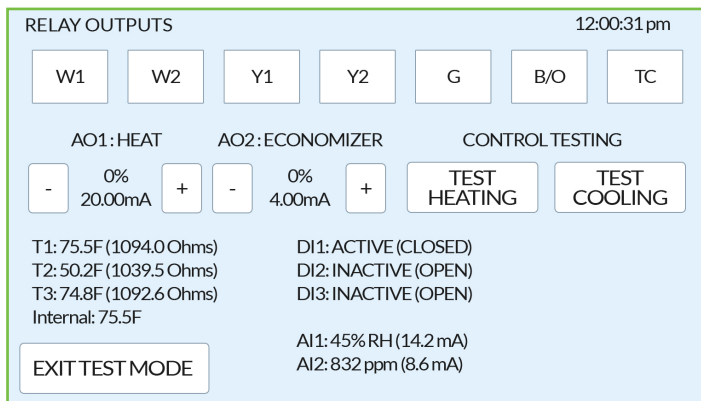 RELAY OUTPUTS 12:00:31 pm
W1 W2 Y1 Y2 G B/O TC
AO1: HEAT AO2: ECONOMIZER CONTROL TESTING
- 0% + - 0% + TEST TEST
20.00mA 4.00mA HEATING COOLING
T1: 75.5F (1094.0 Ohms)
T2: 50.2F (1039.5 Ohms)
T3: 74.8F (1092.6 Ohms)
Internal: 75.5F
DI1: ACTIVE (CLOSED)
DI2: INACTIVE (OPEN)
DI3: INACTIVE (OPEN)
AI1: 45% RH (14.2 mA)
AI2: 832 ppm (8.6 mA)
EXIT TEST MODE